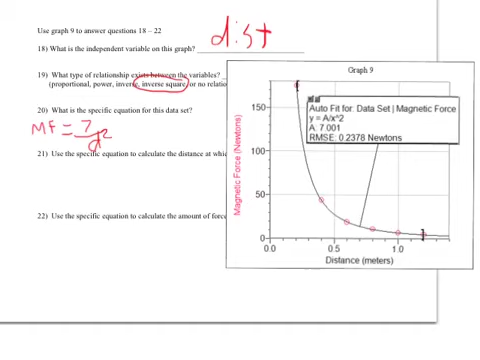 Use graph 9 to answer questions 18 – 22
18) What is the independent variable on this graph? dist
19) What type of relationship exists between the variables?
(proportional, power, inverse, inverse square, or no relatio
20) What is the specific equation for this data set?
MF = 7/d²
21) Use the specific equation to calculate the distance at whi
22) Use the specific equation to calculate the amount of force
Graph 9
Auto Fit for: Data Set | Magnetic Force
y = A/x^2
A: 7.001
RMSE: 0.2378 Newtons
Magnetic Force (Newtons)
150
100
50
0
0.0 0.5 1.0
Distance (meters)